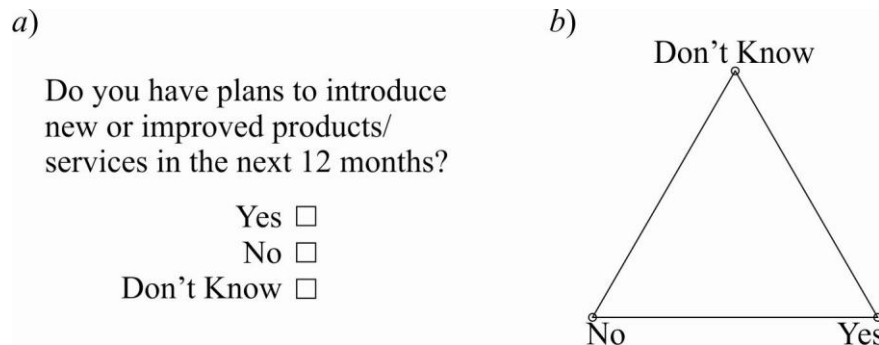 a)
Do you have plans to introduce
new or improved products/
services in the next 12 months?
Yes
No
Don’t Know
b)
Don’t Know
No
Yes